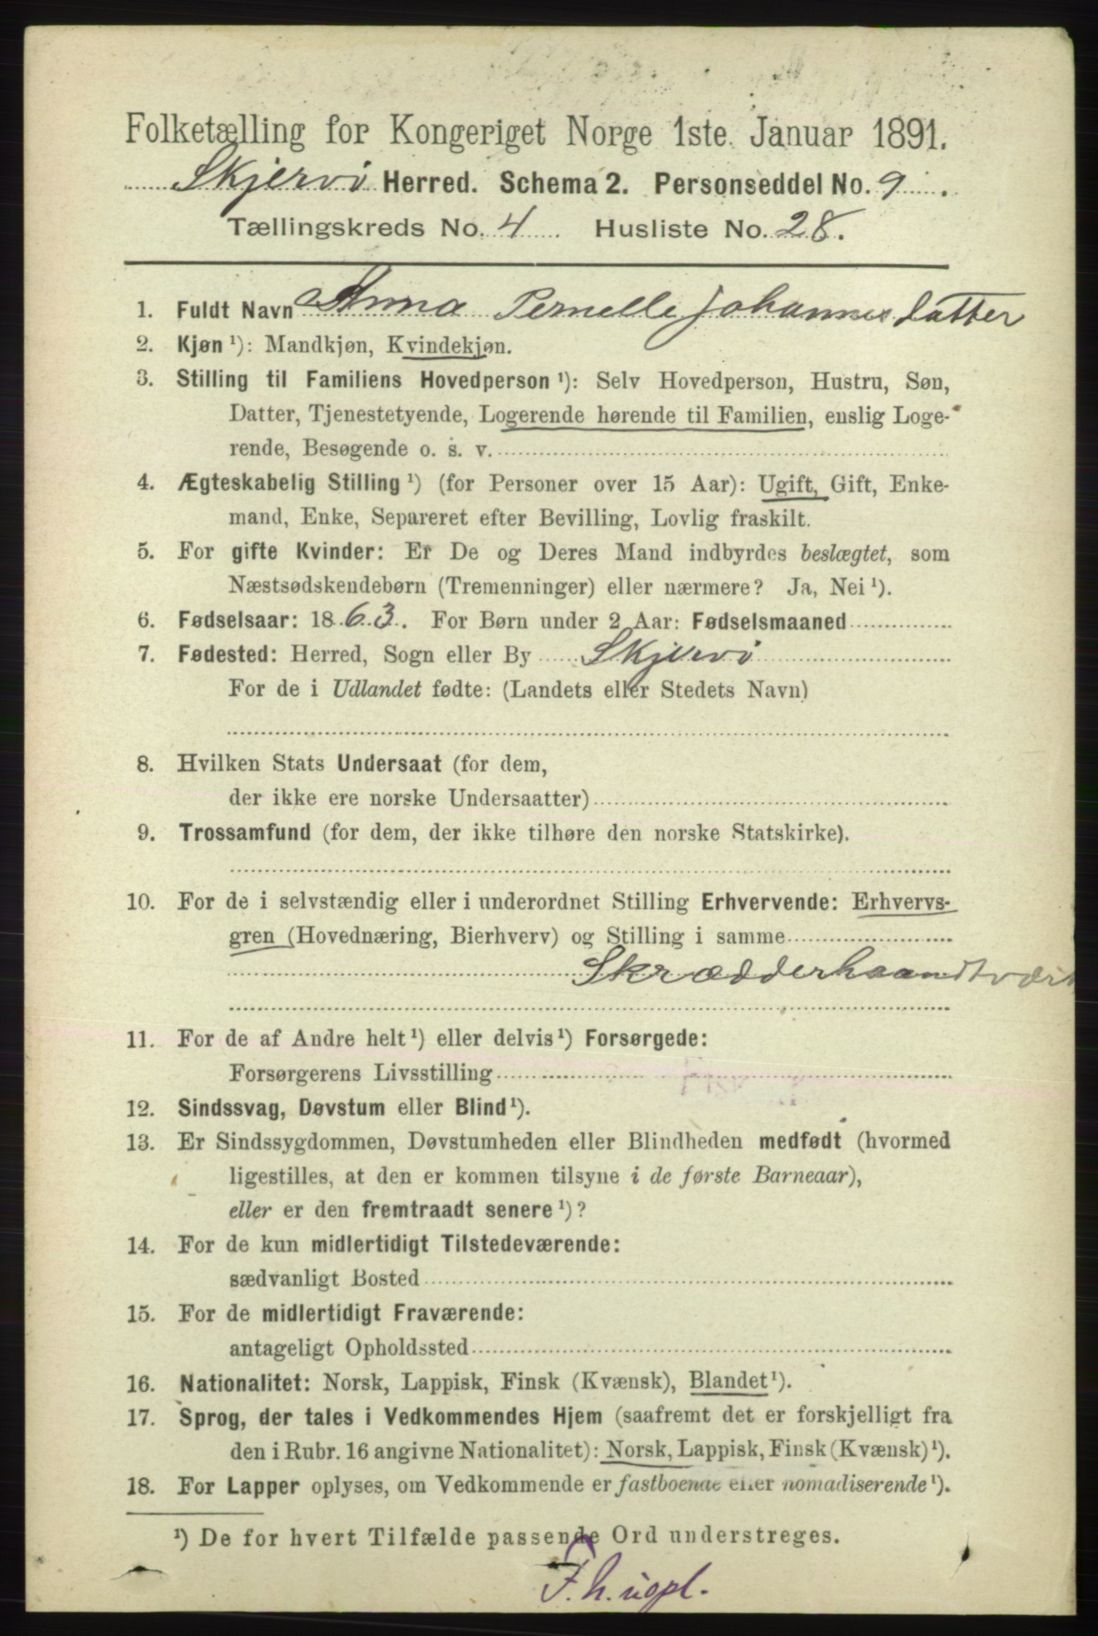 Folketælling for Kongeriget Norge 1ste Januar 1891.
Skjervö Herred. Schema 2. Personseddel No. 9.
Tællingskreds No. 4 Husliste No. 28.
1. Fuldt Navn Anna Pernelle Johannesdatter
2. Kjøn ¹): Mandkjøn, Kvindekjøn.
3. Stilling til Familiens Hovedperson ¹): Selv Hovedperson, Hustru, Søn,
Datter, Tjenestetyende, Logerende hørende til Familien, enslig Loge-
rende, Besøgende o. s. v.
4. Ægteskabelig Stilling ¹) (for Personer over 15 Aar): Ugift, Gift, Enke-
mand, Enke, Separeret efter Bevilling, Lovlig fraskilt.
5. For gifte Kvinder: Er De og Deres Mand indbyrdes beslægtet, som
Næstsødskendebørn (Tremenninger) eller nærmere? Ja, Nei ¹).
6. Fødselsaar: 1863. For Børn under 2 Aar: Fødselsmaaned
7. Fødested: Herred, Sogn eller By Skjervö
For de i Udlandet fødte: (Landets eller Stedets Navn)
8. Hvilken Stats Undersaat (for dem,
der ikke ere norske Undersaatter)
9. Trossamfund (for dem, der ikke tilhøre den norske Statskirke).
10. For de i selvstændig eller i underordnet Stilling Erhvervende: Erhvervs-
gren (Hovednæring, Bierhverv) og Stilling i samme
Skrædderhaandtværk
11. For de af Andre helt ¹) eller delvis ¹) Forsørgede:
Forsørgerens Livsstilling
12. Sindssvag, Døvstum eller Blind ¹).
13. Er Sindssygdommen, Døvstumheden eller Blindheden medfødt (hvormed
ligestilles, at den er kommen tilsyne i de første Barneaar),
eller er den fremtraadt senere ¹)?
14. For de kun midlertidigt Tilstedeværende:
sædvanligt Bosted
15. For de midlertidigt Fraværende:
antageligt Opholdssted
16. Nationalitet: Norsk, Lappisk, Finsk (Kvænsk), Blandet ¹).
17. Sprog, der tales i Vedkommendes Hjem (saafremt det er forskjelligt fra
den i Rubr. 16 angivne Nationalitet): Norsk, Lappisk, Finsk (Kvænsk) ¹).
18. For Lapper oplyses, om Vedkommende er fastboende eller nomadiserende ¹).
¹) De for hvert Tilfælde passende Ord understreges.
F. h. uopl.